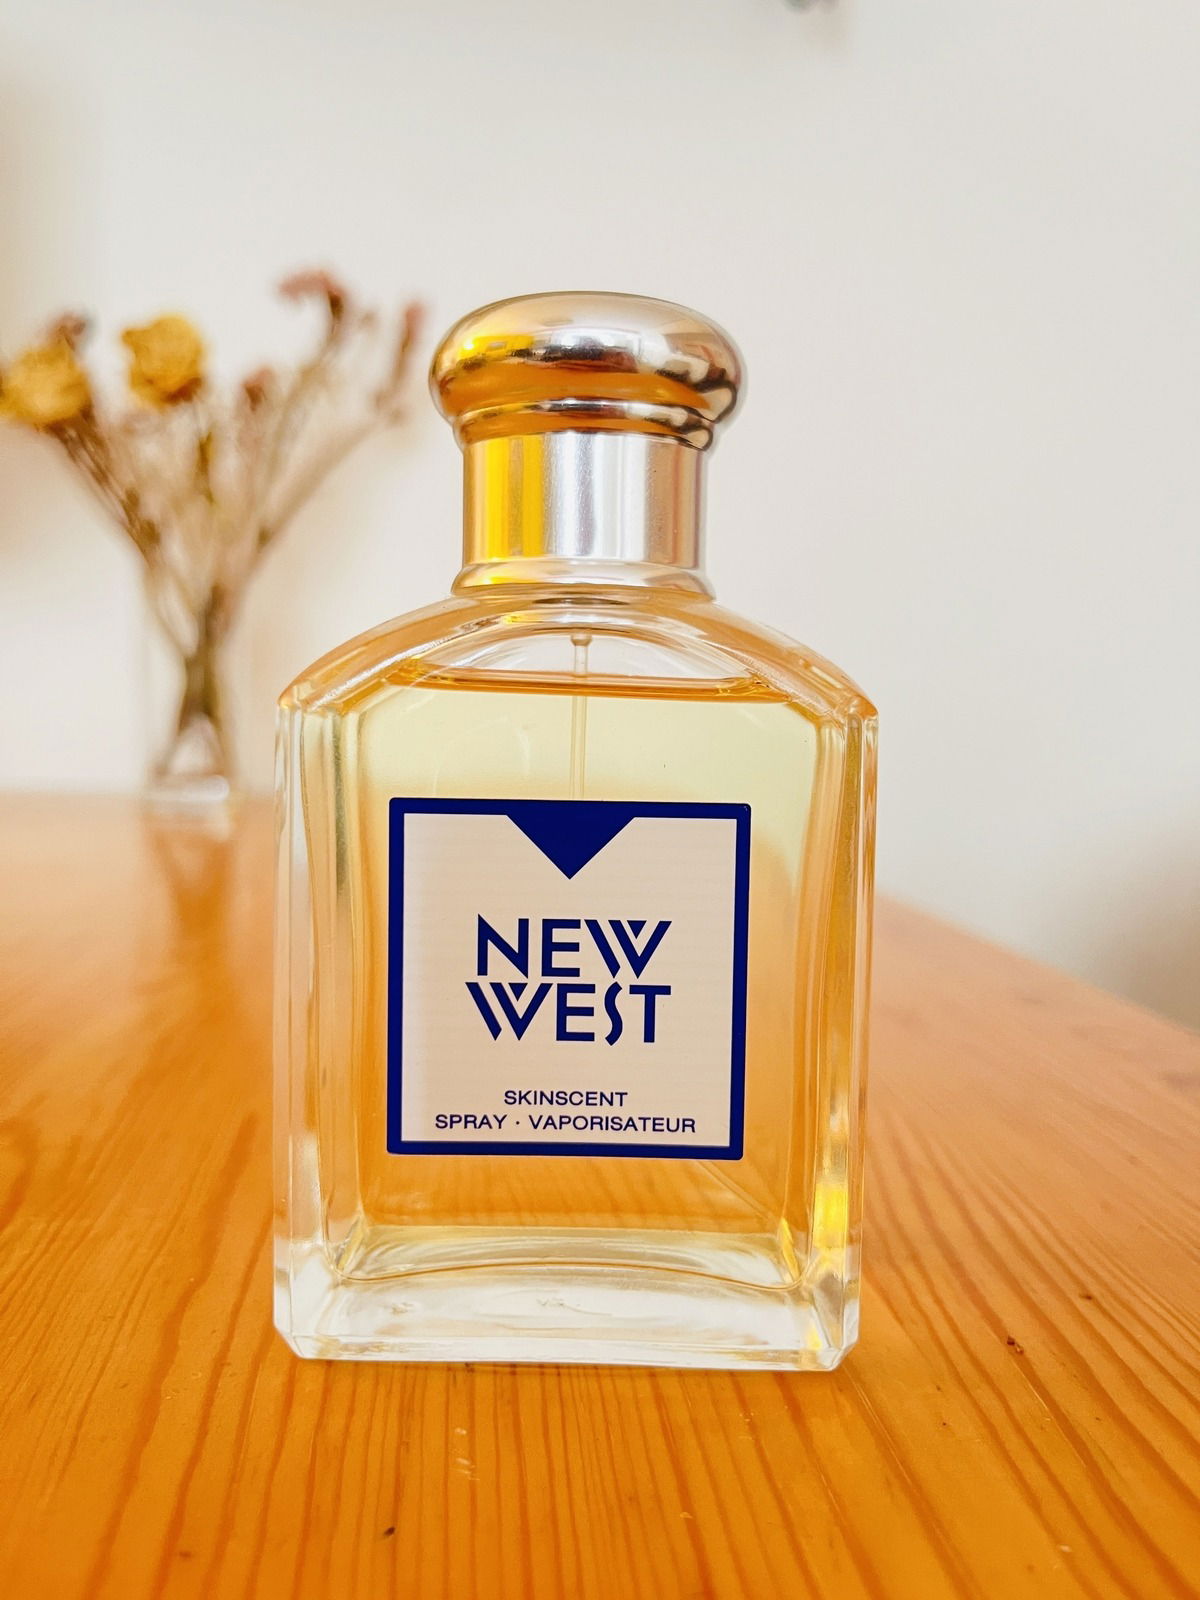 NEW
WEST
SKINSCENT
SPRAY · VAPORISATEUR